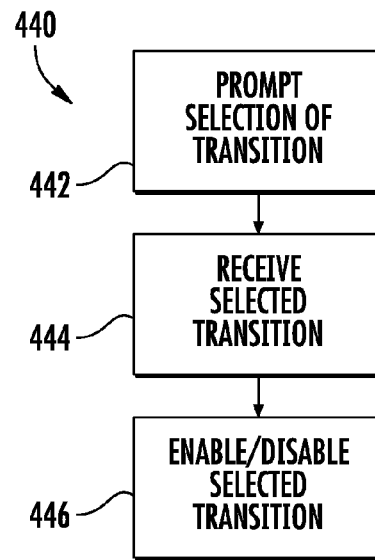 440
PROMPT
SELECTION OF
TRANSITION
442
RECEIVE
SELECTED
TRANSITION
444
ENABLE/DISABLE
SELECTED
TRANSITION
446